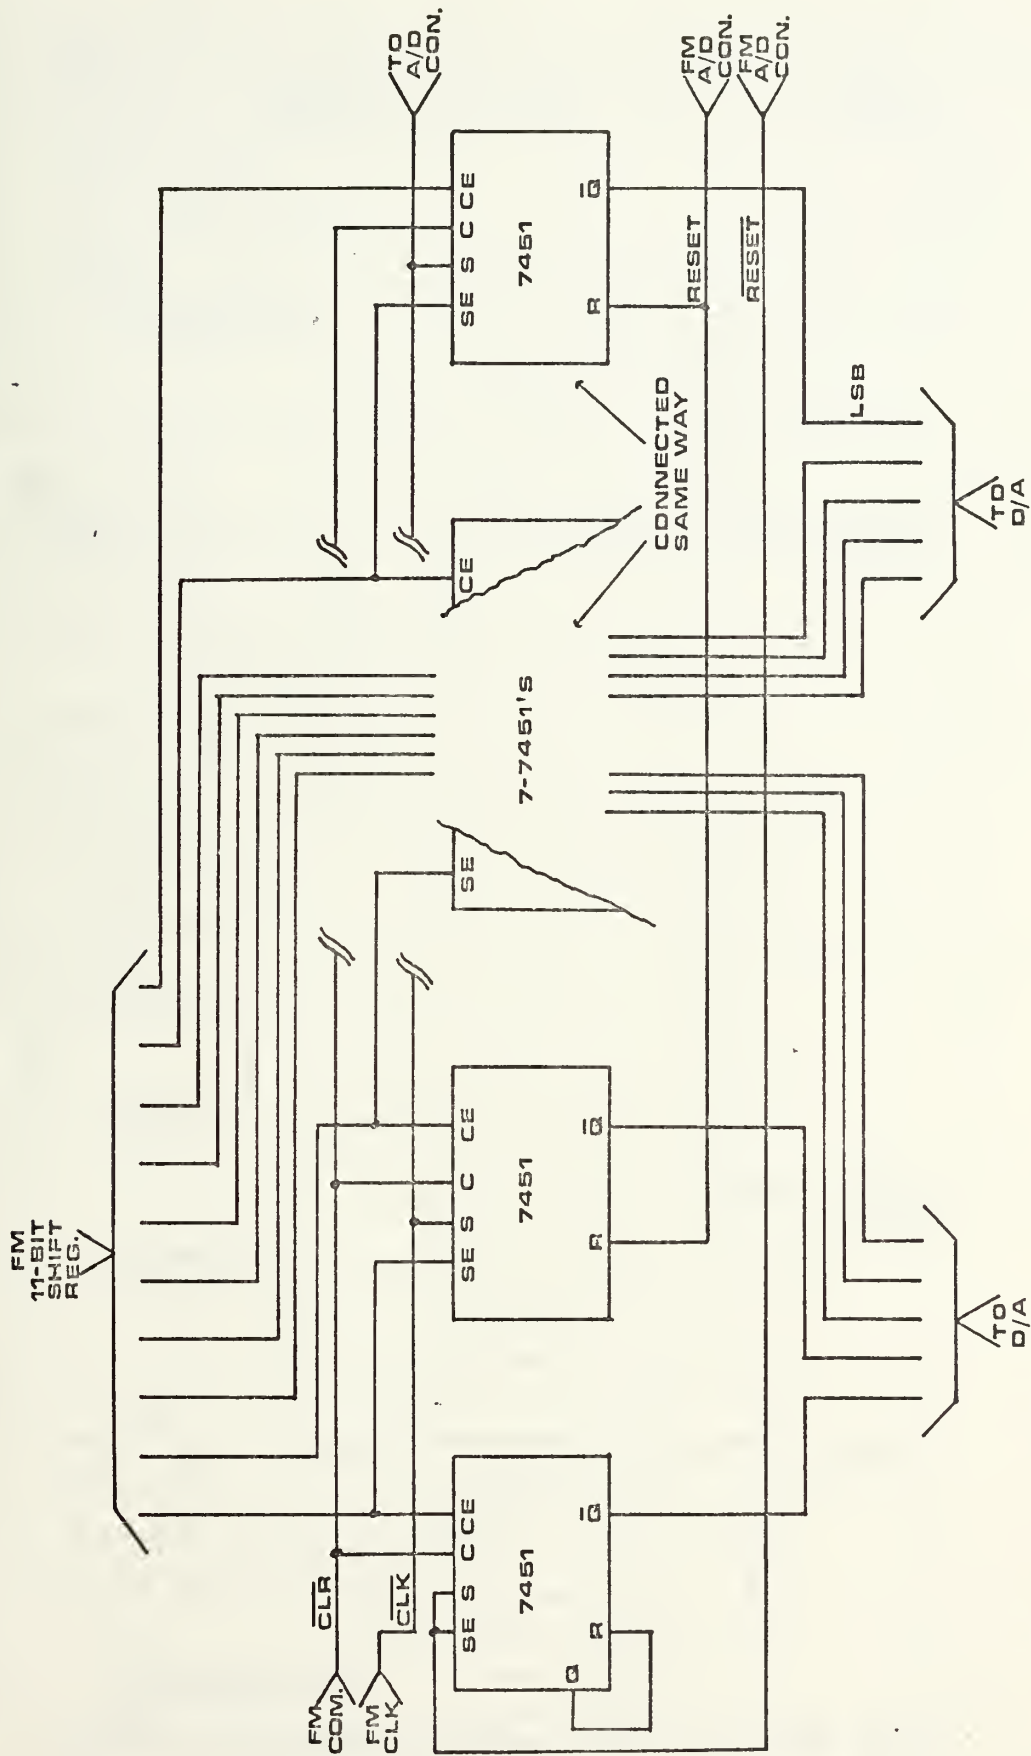 FM
11-BIT
SHIFT
REG.
TO
A/D
CON.
FM
COM.
CLR
FM
CLK
CLK
SE S C CE
7451
Q
R
Q
SE S C CE
7451
R
Q
SE
7-7451'S
CE
SE S C CE
7451
R
Q
CONNECTED
SAME WAY
RESET
FM
A/D
CON.
RESET
FM
A/D
CON.
LSB
TO
D/A
TO
D/A